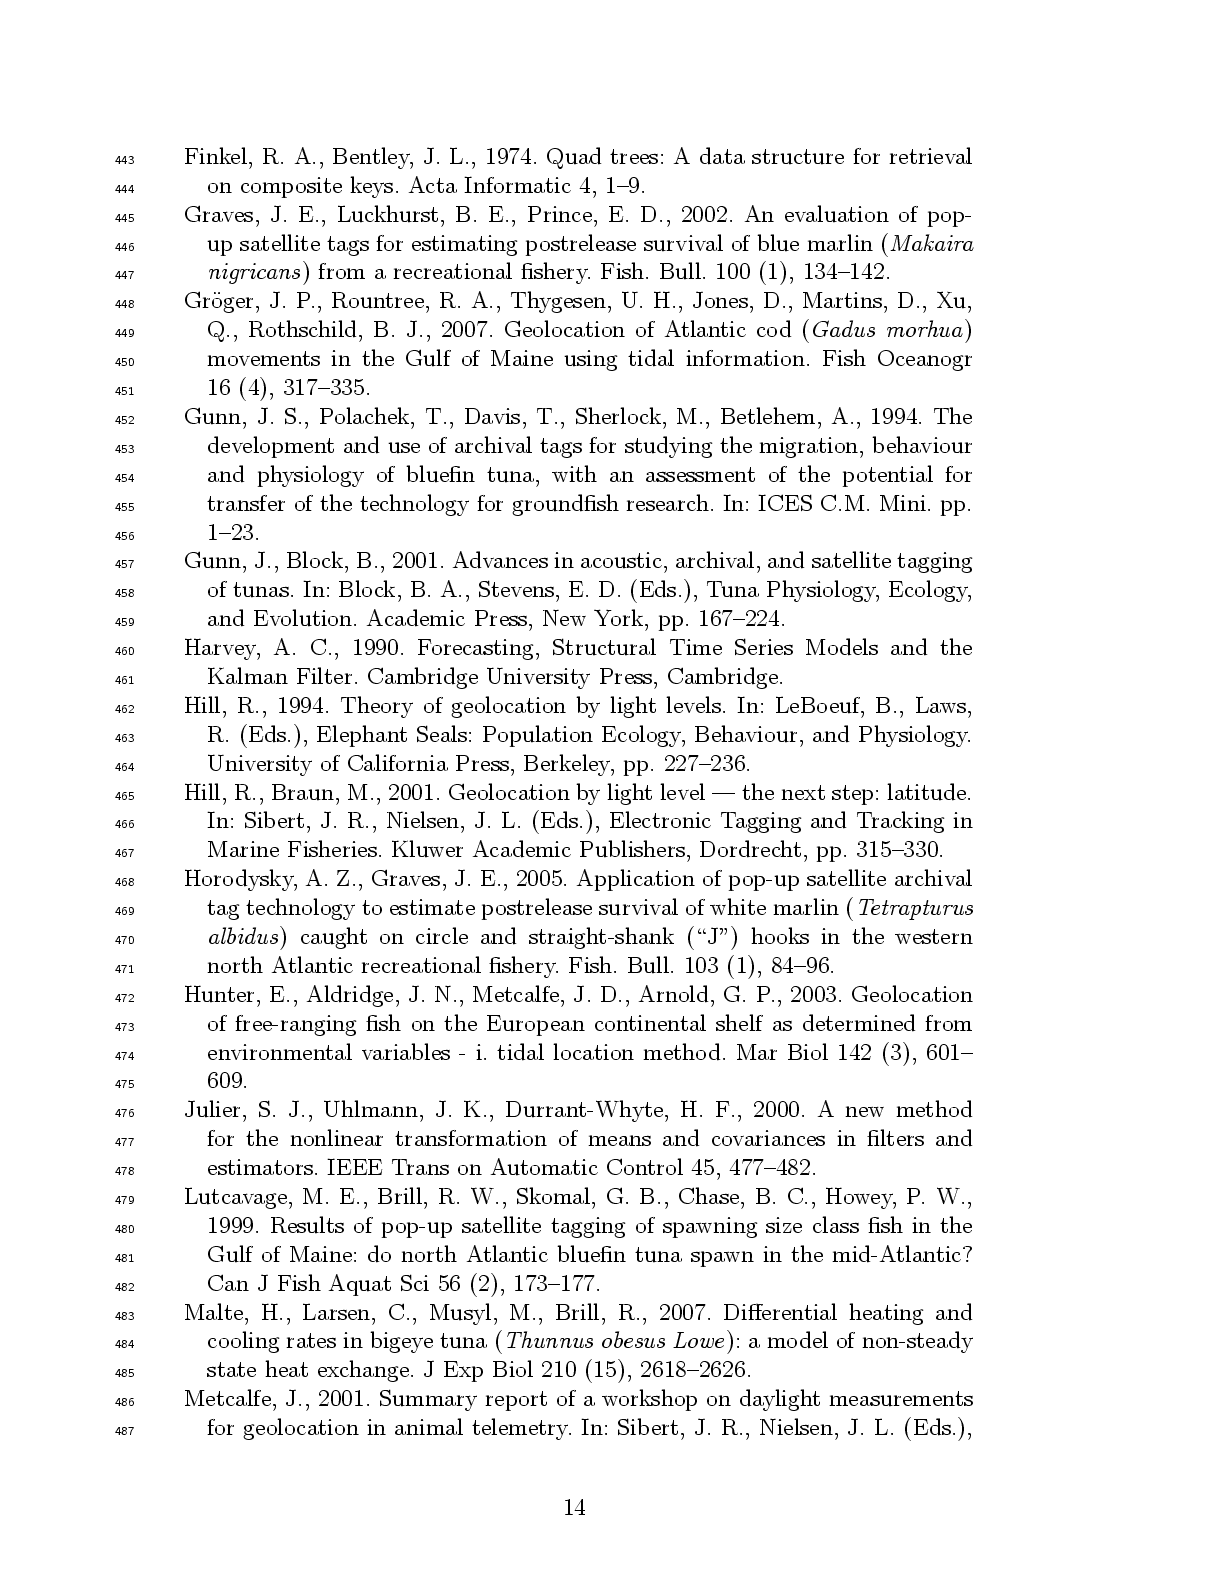 443 Finkel, R. A., Bentley, J. L., 1974. Quad trees: A data structure for retrieval
444 on composite keys. Acta Informatic 4, 1–9.
445 Graves, J. E., Luckhurst, B. E., Prince, E. D., 2002. An evaluation of pop-
446 up satellite tags for estimating postrelease survival of blue marlin (Makaira
447 nigricans) from a recreational fishery. Fish. Bull. 100 (1), 134–142.
448 Gröger, J. P., Rountree, R. A., Thygesen, U. H., Jones, D., Martins, D., Xu,
449 Q., Rothschild, B. J., 2007. Geolocation of Atlantic cod (Gadus morhua)
450 movements in the Gulf of Maine using tidal information. Fish Oceanogr
451 16 (4), 317–335.
452 Gunn, J. S., Polachek, T., Davis, T., Sherlock, M., Betlehem, A., 1994. The
453 development and use of archival tags for studying the migration, behaviour
454 and physiology of bluefin tuna, with an assessment of the potential for
455 transfer of the technology for groundfish research. In: ICES C.M. Mini. pp.
456 1–23.
457 Gunn, J., Block, B., 2001. Advances in acoustic, archival, and satellite tagging
458 of tunas. In: Block, B. A., Stevens, E. D. (Eds.), Tuna Physiology, Ecology,
459 and Evolution. Academic Press, New York, pp. 167–224.
460 Harvey, A. C., 1990. Forecasting, Structural Time Series Models and the
461 Kalman Filter. Cambridge University Press, Cambridge.
462 Hill, R., 1994. Theory of geolocation by light levels. In: LeBoeuf, B., Laws,
463 R. (Eds.), Elephant Seals: Population Ecology, Behaviour, and Physiology.
464 University of California Press, Berkeley, pp. 227–236.
465 Hill, R., Braun, M., 2001. Geolocation by light level — the next step: latitude.
466 In: Sibert, J. R., Nielsen, J. L. (Eds.), Electronic Tagging and Tracking in
467 Marine Fisheries. Kluwer Academic Publishers, Dordrecht, pp. 315–330.
468 Horodysky, A. Z., Graves, J. E., 2005. Application of pop-up satellite archival
469 tag technology to estimate postrelease survival of white marlin (Tetrapturus
470 albidus) caught on circle and straight-shank (“J”) hooks in the western
471 north Atlantic recreational fishery. Fish. Bull. 103 (1), 84–96.
472 Hunter, E., Aldridge, J. N., Metcalfe, J. D., Arnold, G. P., 2003. Geolocation
473 of free-ranging fish on the European continental shelf as determined from
474 environmental variables - i. tidal location method. Mar Biol 142 (3), 601–
475 609.
476 Julier, S. J., Uhlmann, J. K., Durrant-Whyte, H. F., 2000. A new method
477 for the nonlinear transformation of means and covariances in filters and
478 estimators. IEEE Trans on Automatic Control 45, 477–482.
479 Lutcavage, M. E., Brill, R. W., Skomal, G. B., Chase, B. C., Howey, P. W.,
480 1999. Results of pop-up satellite tagging of spawning size class fish in the
481 Gulf of Maine: do north Atlantic bluefin tuna spawn in the mid-Atlantic?
482 Can J Fish Aquat Sci 56 (2), 173–177.
483 Malte, H., Larsen, C., Musyl, M., Brill, R., 2007. Differential heating and
484 cooling rates in bigeye tuna (Thunnus obesus Lowe): a model of non-steady
485 state heat exchange. J Exp Biol 210 (15), 2618–2626.
486 Metcalfe, J., 2001. Summary report of a workshop on daylight measurements
487 for geolocation in animal telemetry. In: Sibert, J. R., Nielsen, J. L. (Eds.),
14